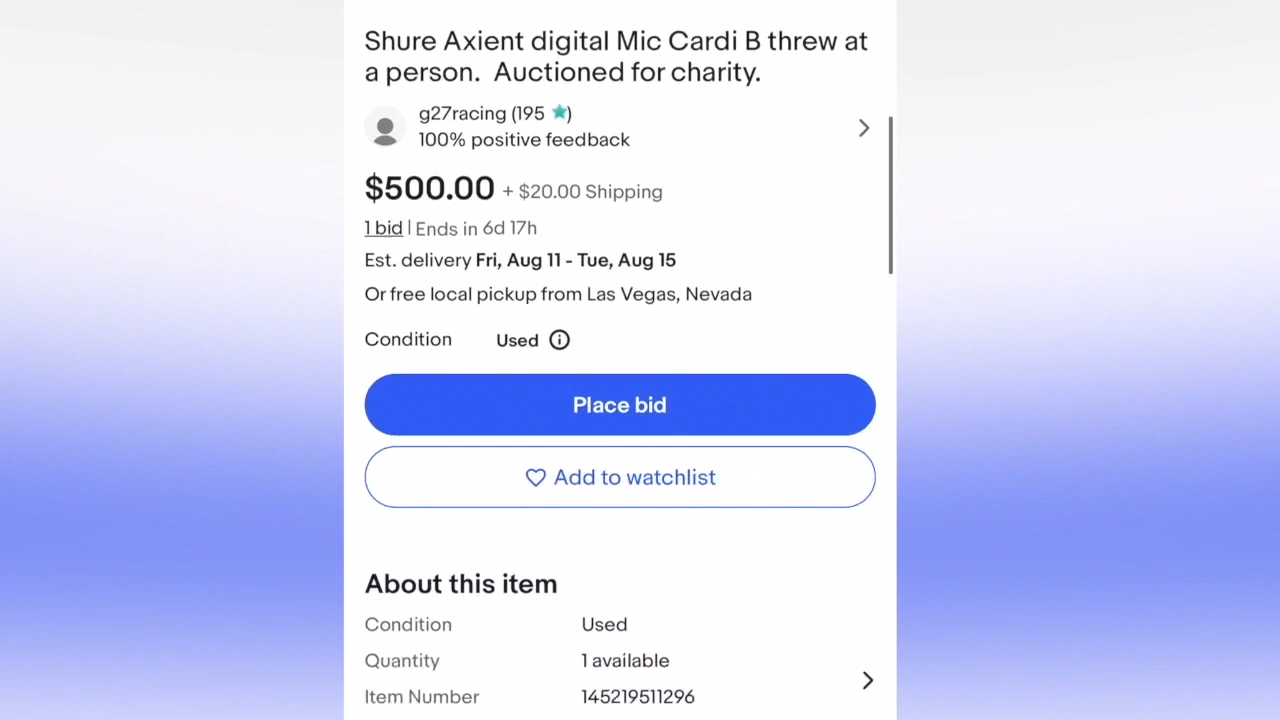 Shure Axient digital Mic Cardi B threw at
a person.  Auctioned for charity.
g27racing (195 ★)
100% positive feedback
$500.00 + $20.00 Shipping
1 bid | Ends in 6d 17h
Est. delivery Fri, Aug 11 - Tue, Aug 15
Or free local pickup from Las Vegas, Nevada
Condition Used
Place bid
Add to watchlist
About this item
Condition Used
Quantity 1 available
Item Number 145219511296